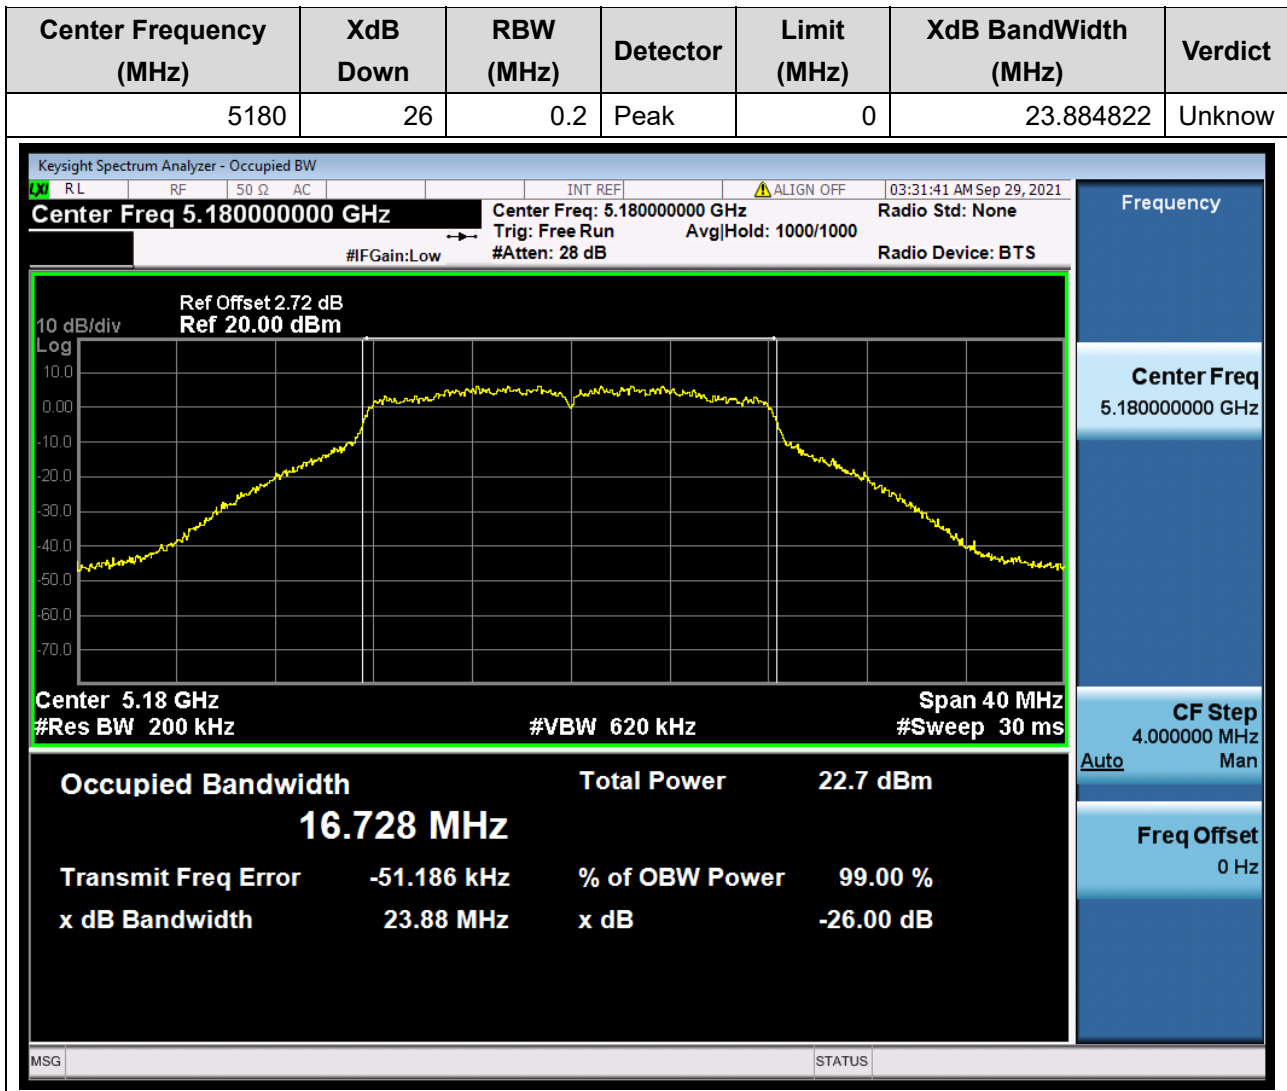 Center Frequency (MHz) XdB Down RBW (MHz) Detector Limit (MHz) XdB BandWidth (MHz) Verdict
5180 26 0.2 Peak 0 23.884822 Unknow
Keysight Spectrum Analyzer - Occupied BW
LXI RL RF 50 Ω AC INT REF ALIGN OFF 03:31:41 AM Sep 29, 2021
Center Freq 5.180000000 GHz
Center Freq: 5.180000000 GHz Radio Std: None
Trig: Free Run Avg|Hold: 1000/1000
#IFGain:Low #Atten: 28 dB Radio Device: BTS
Ref Offset 2.72 dB
10 dB/div Ref 20.00 dBm
Log
10.0
0.00
-10.0
-20.0
-30.0
-40.0
-50.0
-60.0
-70.0
Center 5.18 GHz Span 40 MHz
#Res BW 200 kHz #VBW 620 kHz #Sweep 30 ms
Occupied Bandwidth Total Power 22.7 dBm
16.728 MHz
Transmit Freq Error -51.186 kHz % of OBW Power 99.00 %
x dB Bandwidth 23.88 MHz x dB -26.00 dB
MSG STATUS
Frequency
Center Freq
5.180000000 GHz
CF Step
4.000000 MHz
Auto Man
Freq Offset
0 Hz